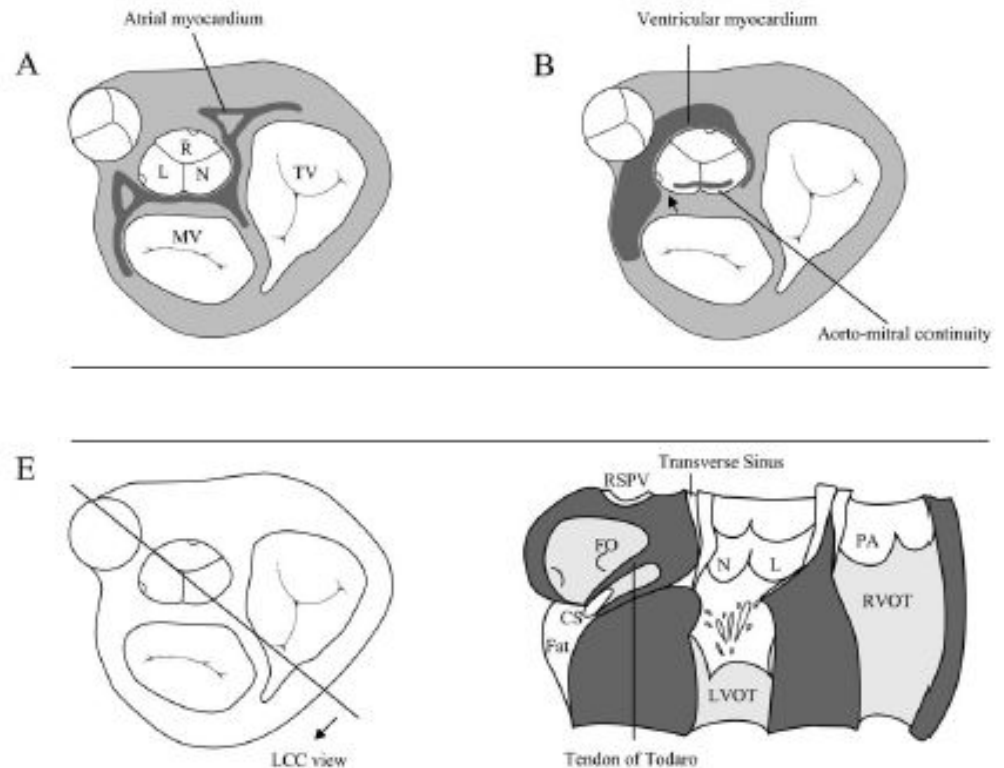 Atrial myocardium
A
R
L
N
TV
MV
Ventricular myocardium
B
Aorto-mitral continuity
E
LCC view
Transverse Sinus
RSPV
FO
N
L
PA
RVOT
CS
Fat
LVOT
Tendon of Todaro